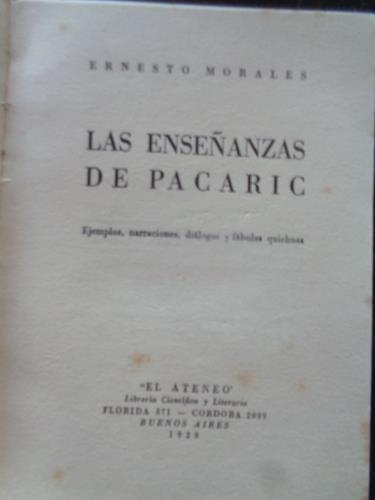 ERNESTO MORALES
LAS ENSEÑANZAS
DE PACARIC
Ejemplos, narraciones, diálogos y fábulas quichuas
"EL ATENEO"
Librería Científica y Literaria
FLORIDA 371 — CORDOBA 2099
BUENOS AIRES
1929